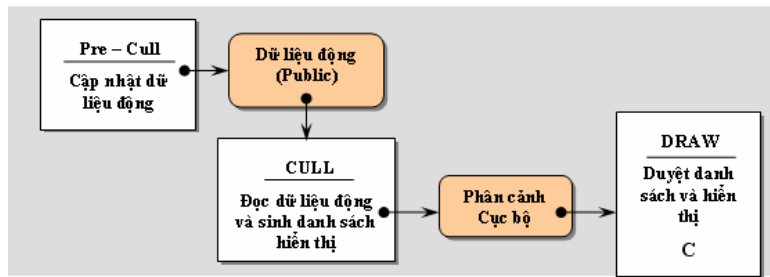 Pre – Cull
Cập nhật dữ
liệu động
Dữ liệu động
(Public)
CULL
Đọc dữ liệu động
và sinh danh sách
hiển thị
Phân cảnh
Cục bộ
DRAW
Duyệt danh
sách và hiển
thị
C